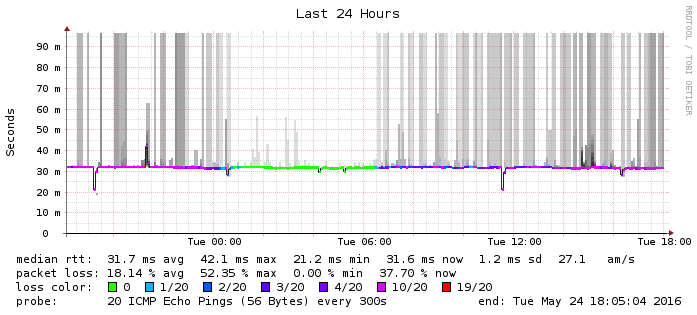 Last 24 Hours
RRDTOOL / TOBI OETIKER
Seconds
90 m
80 m
70 m
60 m
50 m
40 m
30 m
20 m
10 m
0
Tue 00:00 Tue 06:00 Tue 12:00 Tue 18:00
median rtt: 31.7 ms avg 42.1 ms max 21.2 ms min 31.6 ms now 1.2 ms sd 27.1 am/s
packet loss: 18.14 % avg 52.35 % max 0.00 % min 37.70 % now
loss color: 0 1/20 2/20 3/20 4/20 10/20 19/20
probe: 20 ICMP Echo Pings (56 Bytes) every 300s end: Tue May 24 18:05:04 2016